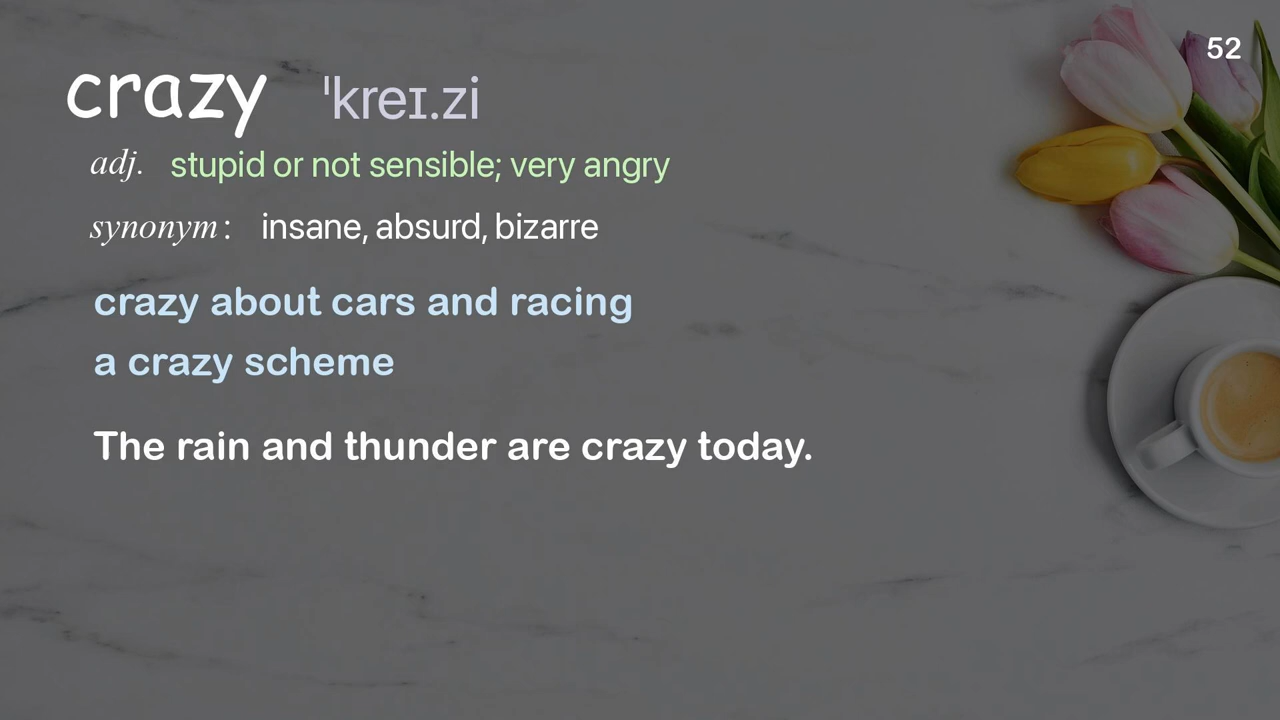 52
crazy ˈkreɪ.zi
adj. stupid or not sensible; very angry
synonym: insane, absurd, bizarre
crazy about cars and racing
a crazy scheme
The rain and thunder are crazy today.